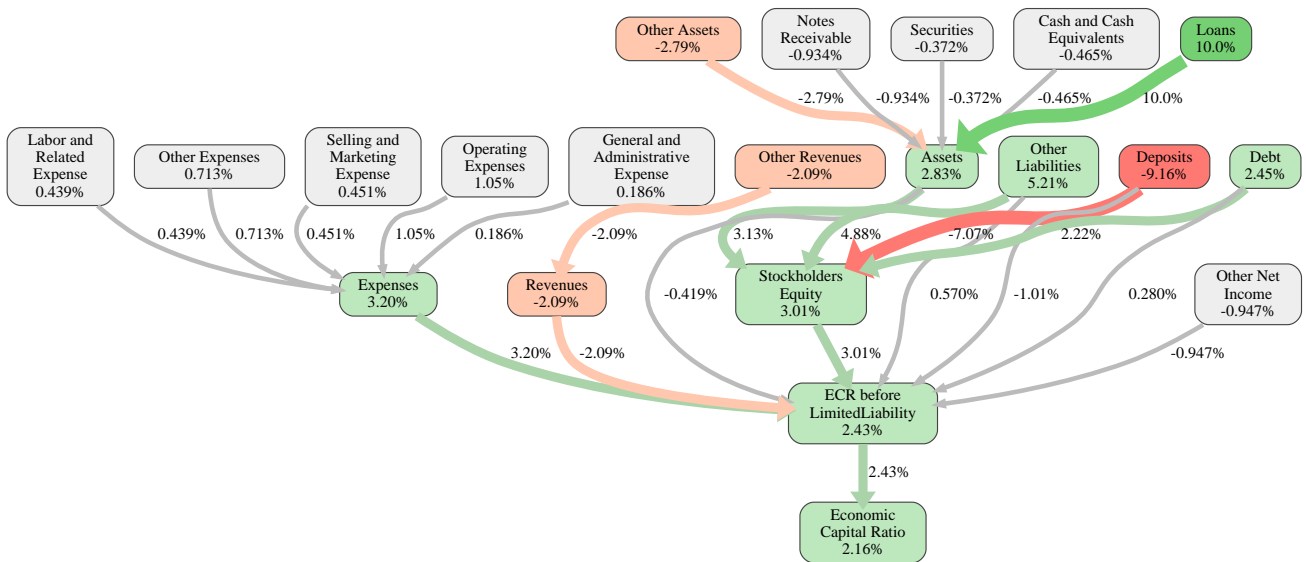 Other Assets
-2.79%
Notes
Receivable
-0.934%
Securities
-0.372%
Cash and Cash
Equivalents
-0.465%
Loans
10.0%
-2.79%
-0.934%
-0.372%
-0.465%
10.0%
Labor and
Related
Expense
0.439%
Other Expenses
0.713%
Selling and
Marketing
Expense
0.451%
Operating
Expenses
1.05%
General and
Administrative
Expense
0.186%
Other Revenues
-2.09%
Assets
2.83%
Other
Liabilities
5.21%
Deposits
-9.16%
Debt
2.45%
0.439%
0.713%
0.451%
1.05%
0.186%
-2.09%
3.13%
4.88%
-7.07%
2.22%
Expenses
3.20%
Revenues
-2.09%
-0.419%
Stockholders
Equity
3.01%
0.570%
-1.01%
0.280%
Other Net
Income
-0.947%
3.20%
-2.09%
3.01%
-0.947%
ECR before
LimitedLiability
2.43%
2.43%
Economic
Capital Ratio
2.16%